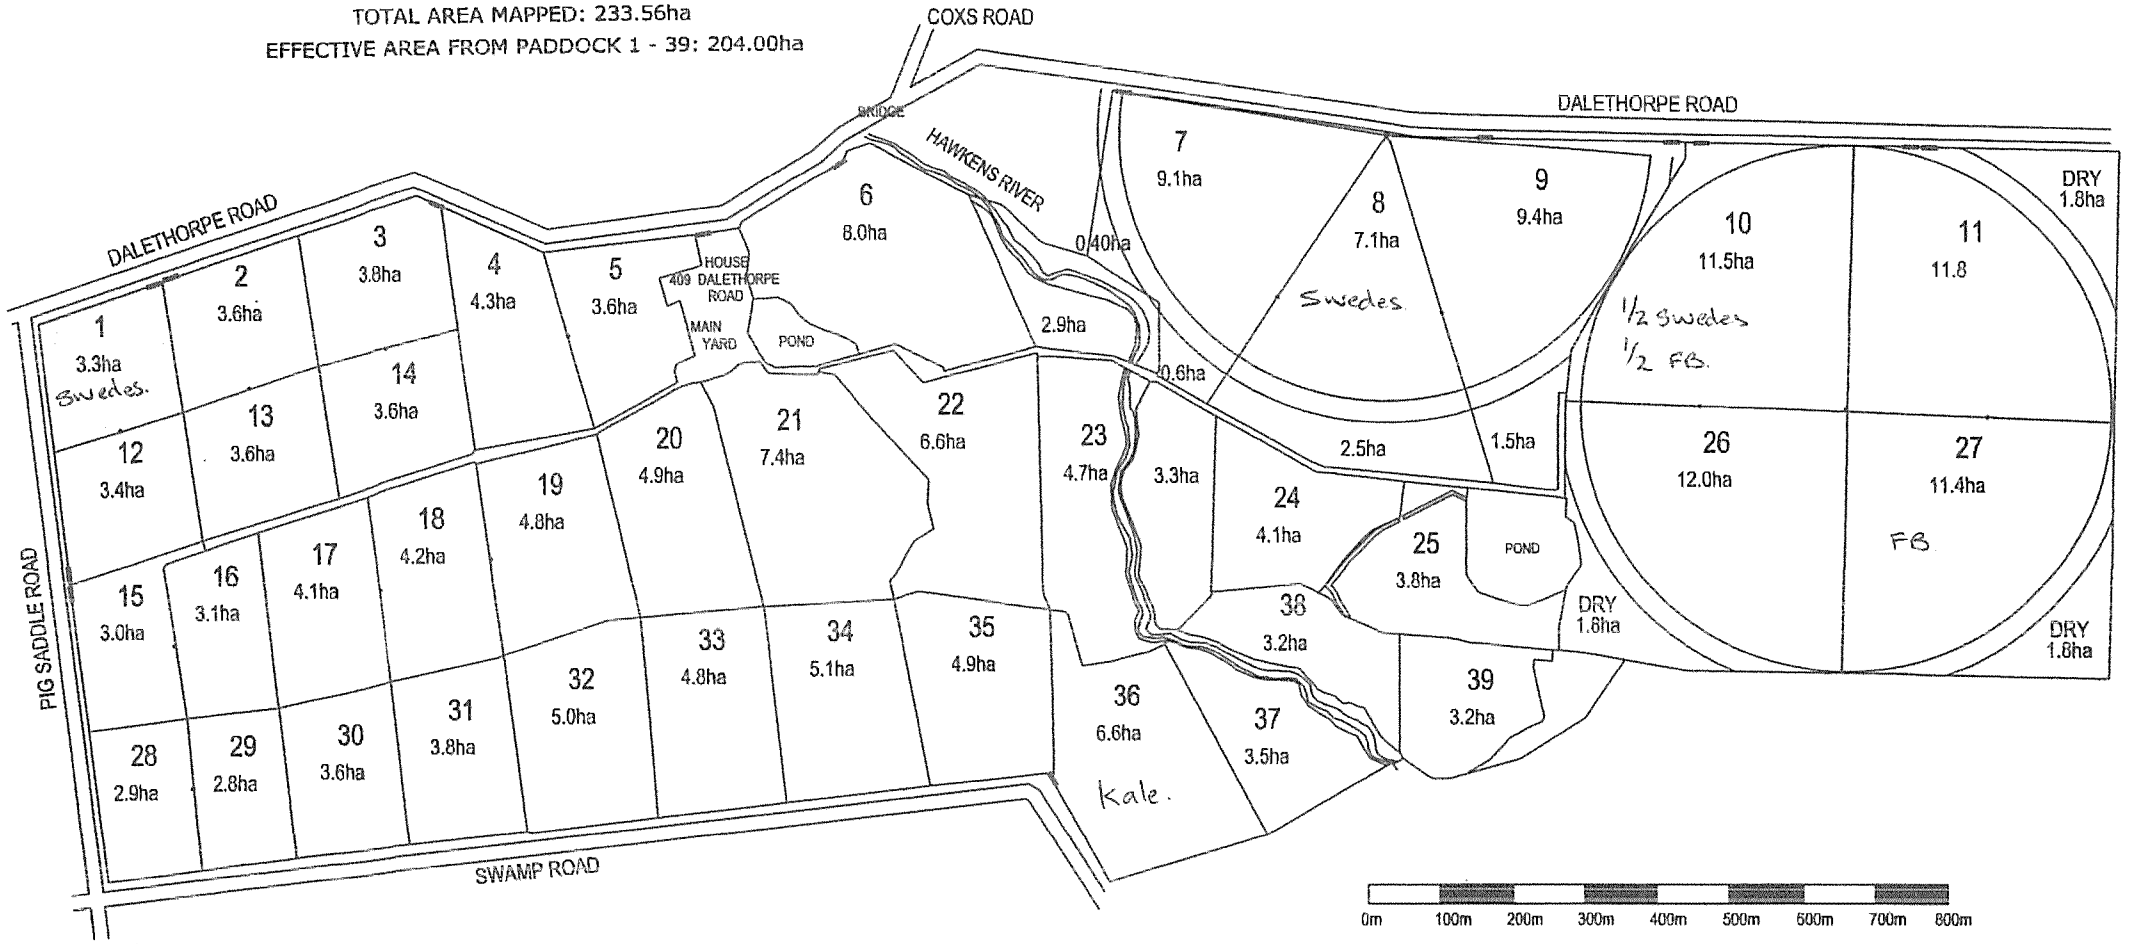 TOTAL AREA MAPPED: 233.56ha
EFFECTIVE AREA FROM PADDOCK 1 - 39: 204.00ha
COXS ROAD
BRIDGE
DALETHORPE ROAD
HAWKENS RIVER
DALETHORPE ROAD
1
3.3ha
Swedes.
2
3.6ha
3
3.8ha
4
4.3ha
5
3.6ha
HOUSE
409 DALETHORPE
ROAD
MAIN
YARD
POND
6
8.0ha
2.9ha
0.40ha
0.6ha
7
9.1ha
8
7.1ha
Swedes.
9
9.4ha
10
11.5ha
1/2 Swedes
1/2 FB.
11
11.8
DRY
1.8ha
12
3.4ha
13
3.6ha
14
3.6ha
15
3.0ha
16
3.1ha
17
4.1ha
18
4.2ha
19
4.8ha
20
4.9ha
21
7.4ha
22
6.6ha
23
4.7ha
3.3ha
2.5ha
1.5ha
24
4.1ha
25
3.8ha
POND
26
12.0ha
27
11.4ha
FB
DRY
1.8ha
DRY
1.8ha
PIG SADDLE ROAD
28
2.9ha
29
2.8ha
30
3.6ha
31
3.8ha
32
5.0ha
33
4.8ha
34
5.1ha
35
4.9ha
36
6.6ha
Kale.
37
3.5ha
38
3.2ha
39
3.2ha
SWAMP ROAD
0m 100m 200m 300m 400m 500m 600m 700m 800m